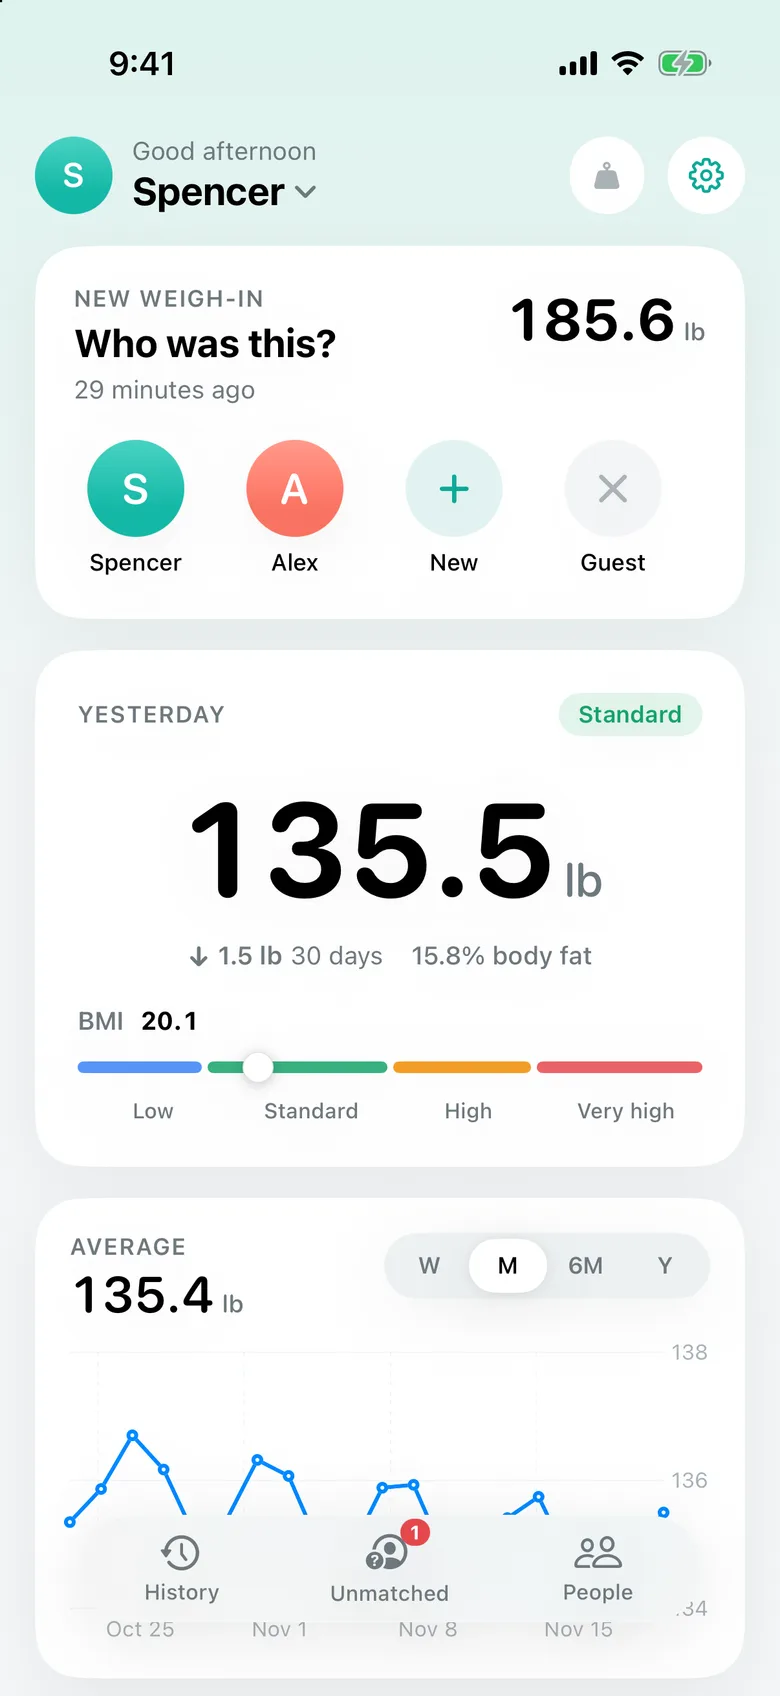 9:41
S
Good afternoon
Spencer
NEW WEIGH-IN
Who was this?
29 minutes ago
185.6 lb
S
A
Spencer
Alex
New
Guest
YESTERDAY
Standard
135.5 lb
1.5 lb 30 days
15.8% body fat
BMI 20.1
Low
Standard
High
Very high
AVERAGE
135.4 lb
W
M
6M
Y
138
136
.34
1
?
History
Unmatched
People
Oct 25
Nov 1
Nov 8
Nov 15